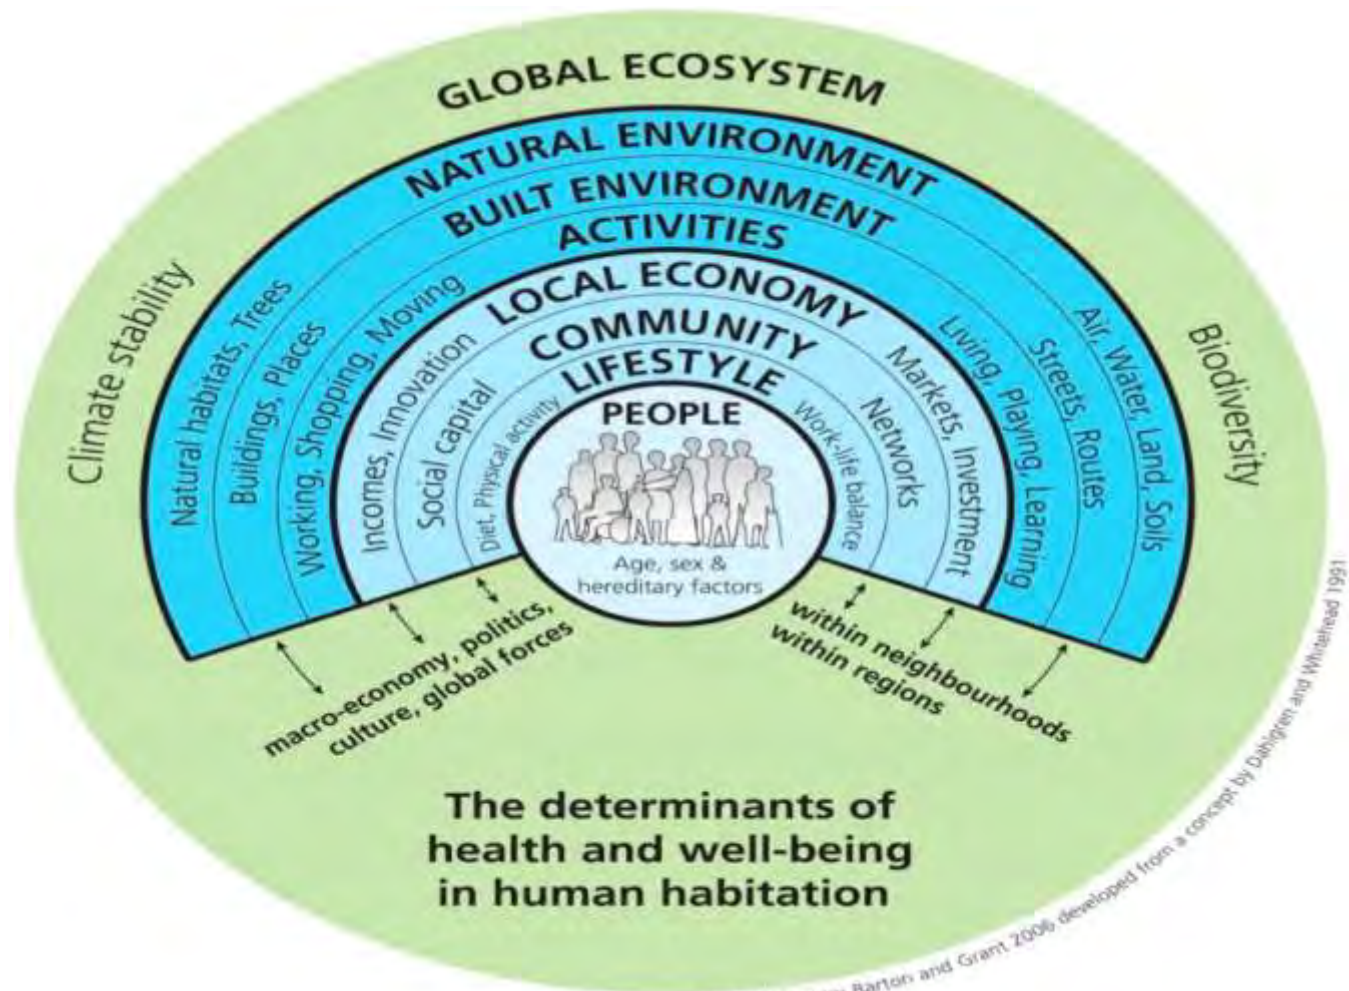 GLOBAL ECOSYSTEM
NATURAL ENVIRONMENT
BUILT ENVIRONMENT
ACTIVITIES
LOCAL ECONOMY
COMMUNITY
LIFESTYLE
PEOPLE
Climate stability
Natural habitats, Trees
Buildings, Places
Working, Shopping, Moving
Incomes, Innovation
Social capital
Diet, Physical activity
Work-life balance
Networks
Markets, Investment
Living, Playing, Learning
Streets, Routes
Air, Water, Land, Soils
Biodiversity
Age, sex &
hereditary factors
macro-economy, politics,
culture, global forces
within neighbourhoods
within regions
The determinants of
health and well-being
in human habitation
Barton and Grant 2006 developed from a concept by Dahlgren and Whitehead 1991